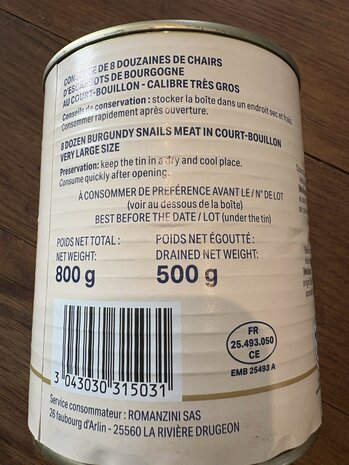 DE 8 DOUZAINES DE CHAIRS
D'ESCARGOTS DE BOURGOGNE
AU COURT-BOUILLON - CALIBRE TRÈS GROS
Conseils de conservation : stocker la boîte dans un endroit sec et frais.
Consommer rapidement après ouverture.
8 DOZEN BURGUNDY SNAILS MEAT IN COURT-BOUILLON
VERY LARGE SIZE
Preservation: keep the tin in a dry and cool place.
Consume quickly after opening.
À CONSOMMER DE PRÉFÉRENCE AVANT LE / N° DE LOT
(voir au dessous de la boîte)
BEST BEFORE THE DATE / LOT (under the tin)
POIDS NET TOTAL :
NET WEIGHT:
800 g
POIDS NET ÉGOUTTÉ :
DRAINED NET WEIGHT:
500 g
3 043030 315031
FR
25.493.050
CE
EMB 25493 A
Service consommateur : ROMANZINI SAS
26 faubourg d'Arlin - 25560 LA RIVIÈRE DRUGEON